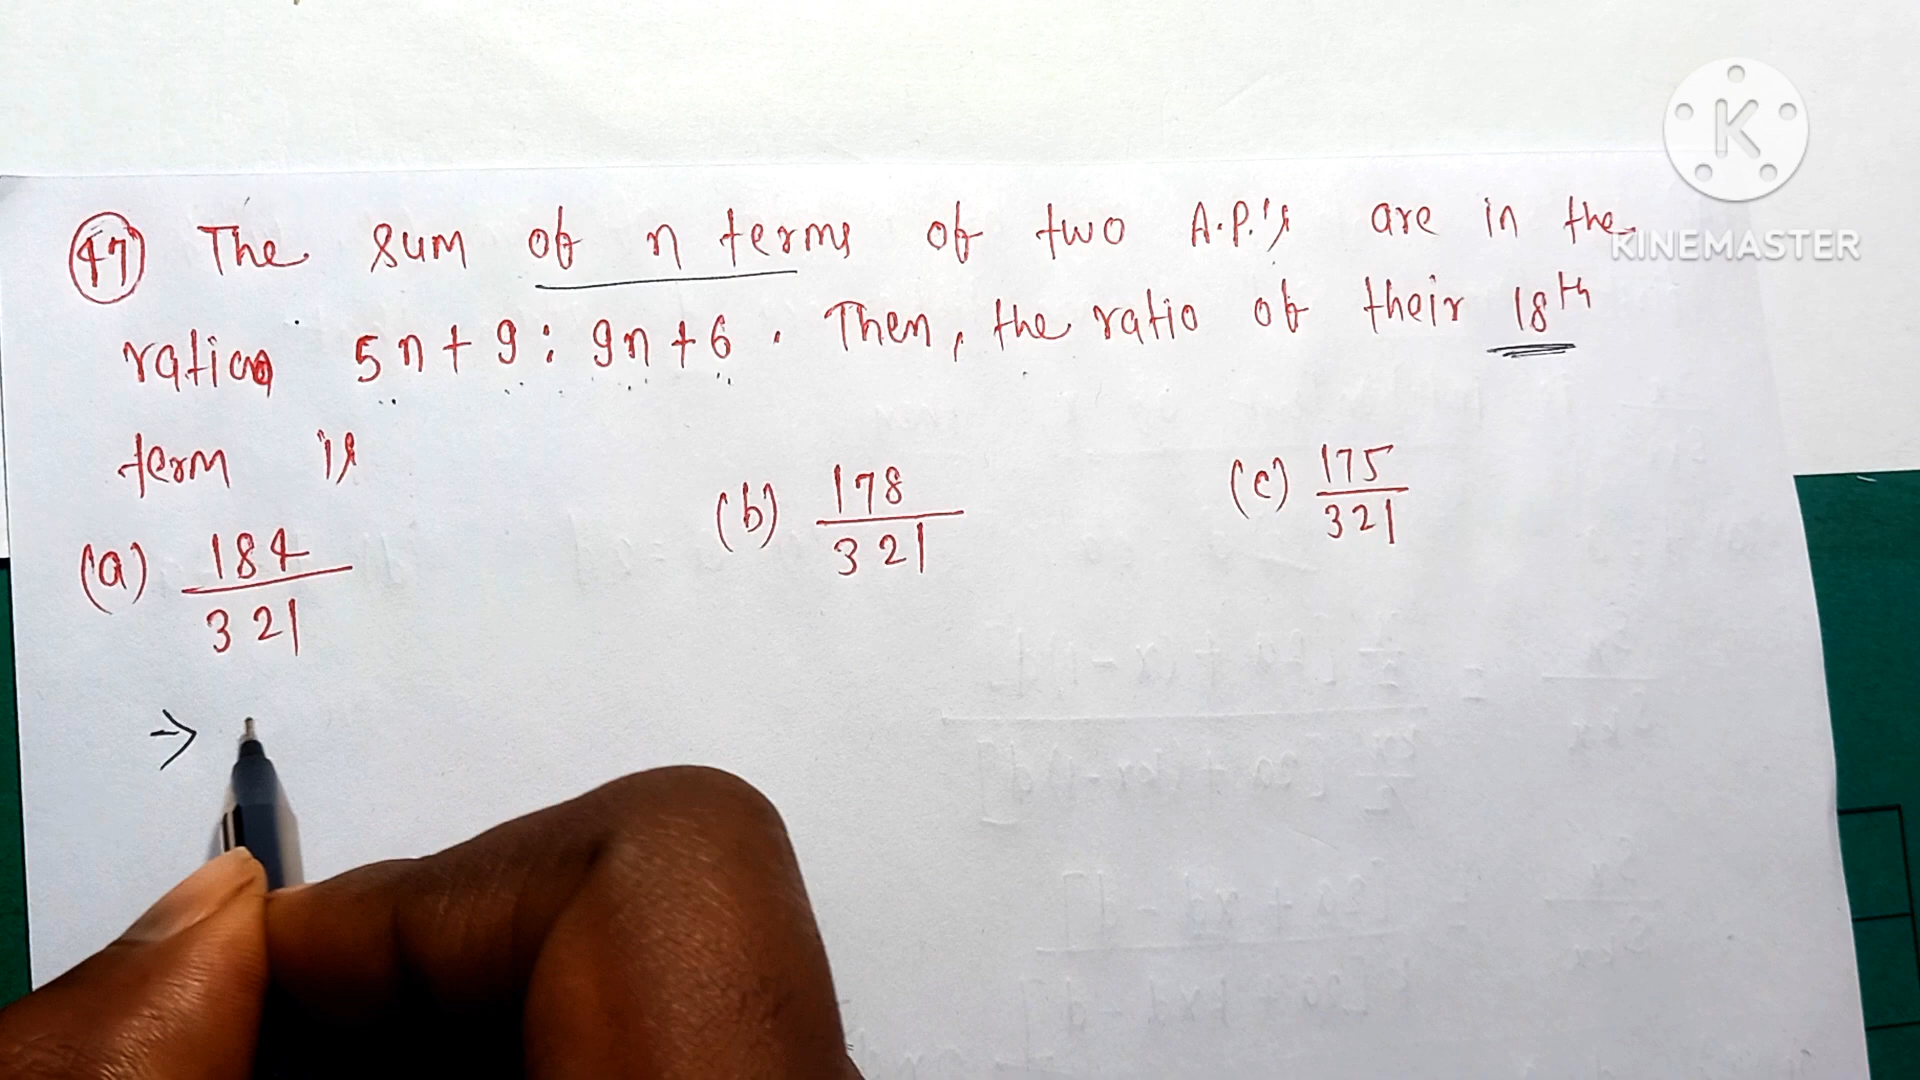 K
KINEMASTER
(47) The sum of n terms of two A.P.'s are in the
ratio 5n+9 : 9n+6 . Then, the ratio of their 18th
term is
(a) 184/321 (b) 178/321 (c) 175/321
→